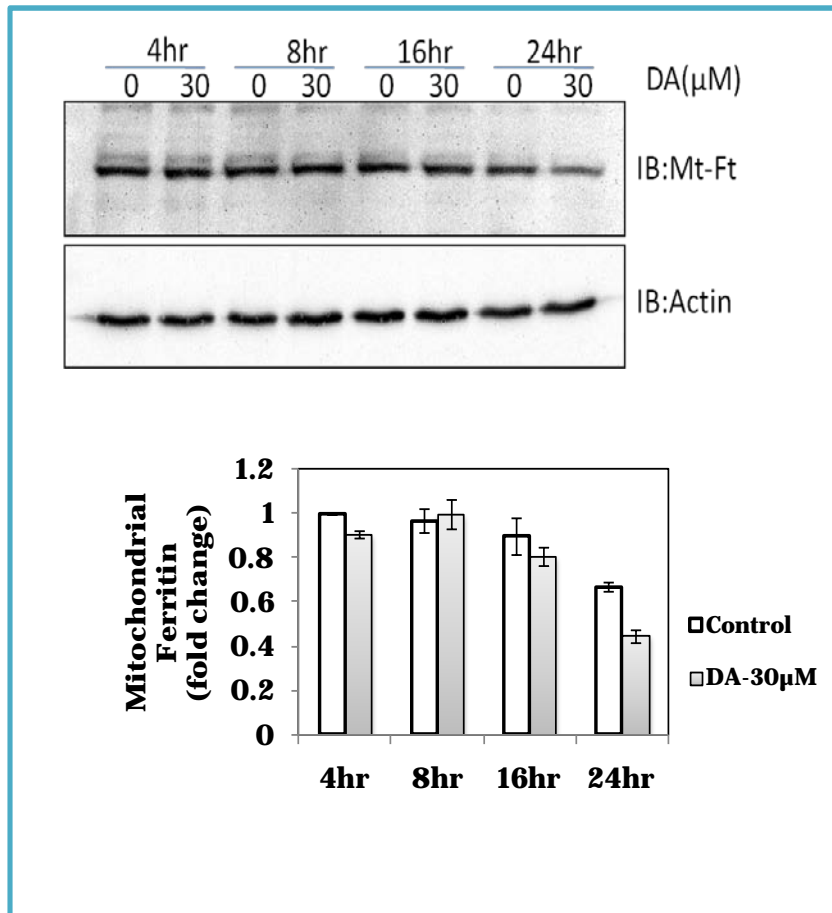 4hr 8hr 16hr 24hr
0 30 0 30 0 30 0 30 DA(µM)
IB:Mt-Ft
IB:Actin
Mitochondrial
Ferritin
(fold change)
1.2
1
0.8
0.6
0.4
0.2
0
4hr 8hr 16hr 24hr
Control
DA-30µM